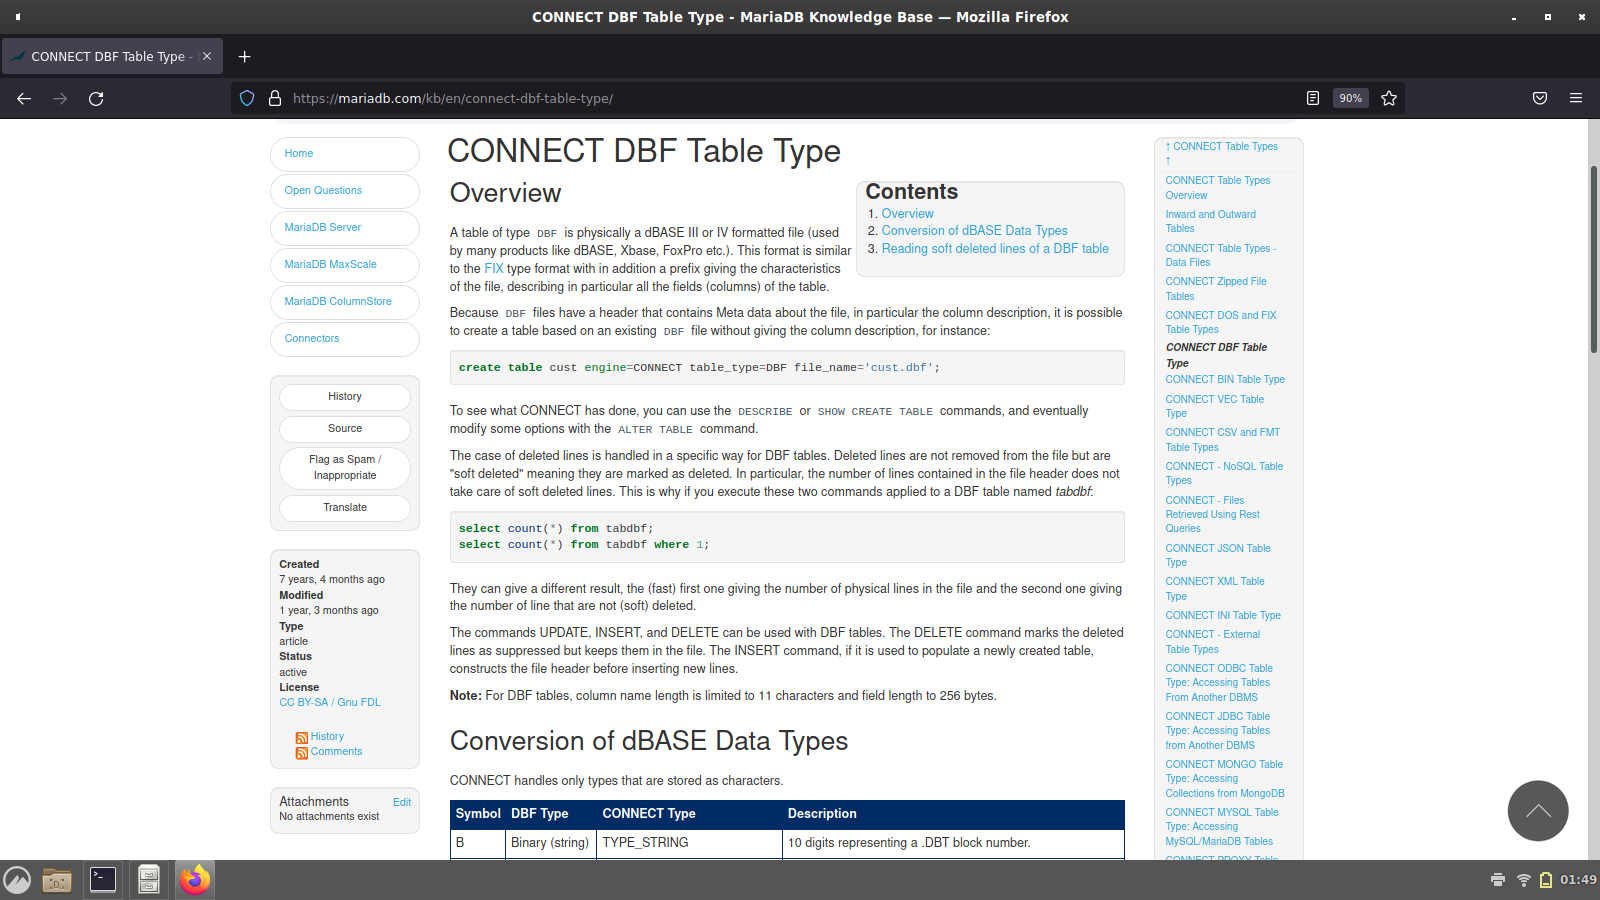 CONNECT DBF Table Type - MariaDB Knowledge Base — Mozilla Firefox
CONNECT DBF Table Type -
https://mariadb.com/kb/en/connect-dbf-table-type/
90%
Home
Open Questions
MariaDB Server
MariaDB MaxScale
MariaDB ColumnStore
Connectors
History
Source
Flag as Spam /
Inappropriate
Translate
Created
7 years, 4 months ago
Modified
1 year, 3 months ago
Type
article
Status
active
License
CC BY-SA / Gnu FDL
History
Comments
Attachments
Edit
No attachments exist
CONNECT DBF Table Type
Overview
Contents
1. Overview
2. Conversion of dBASE Data Types
3. Reading soft deleted lines of a DBF table
A table of type DBF is physically a dBASE III or IV formatted file (used
by many products like dBASE, Xbase, FoxPro etc.). This format is similar
to the FIX type format with in addition a prefix giving the characteristics
of the file, describing in particular all the fields (columns) of the table.
Because DBF files have a header that contains Meta data about the file, in particular the column description, it is possible
to create a table based on an existing DBF file without giving the column description, for instance:
create table cust engine=CONNECT table_type=DBF file_name='cust.dbf';
To see what CONNECT has done, you can use the DESCRIBE or SHOW CREATE TABLE commands, and eventually
modify some options with the ALTER TABLE command.
The case of deleted lines is handled in a specific way for DBF tables. Deleted lines are not removed from the file but are
"soft deleted" meaning they are marked as deleted. In particular, the number of lines contained in the file header does not
take care of soft deleted lines. This is why if you execute these two commands applied to a DBF table named tabdbf:
select count(*) from tabdbf;
select count(*) from tabdbf where 1;
They can give a different result, the (fast) first one giving the number of physical lines in the file and the second one giving
the number of line that are not (soft) deleted.
The commands UPDATE, INSERT, and DELETE can be used with DBF tables. The DELETE command marks the deleted
lines as suppressed but keeps them in the file. The INSERT command, if it is used to populate a newly created table,
constructs the file header before inserting new lines.
Note: For DBF tables, column name length is limited to 11 characters and field length to 256 bytes.
Conversion of dBASE Data Types
CONNECT handles only types that are stored as characters.
Symbol DBF Type CONNECT Type Description
B Binary (string) TYPE_STRING 10 digits representing a .DBT block number.
↑ CONNECT Table Types
↑
CONNECT Table Types
Overview
Inward and Outward
Tables
CONNECT Table Types -
Data Files
CONNECT Zipped File
Tables
CONNECT DOS and FIX
Table Types
CONNECT DBF Table
Type
CONNECT BIN Table Type
CONNECT VEC Table
Type
CONNECT CSV and FMT
Table Types
CONNECT - NoSQL Table
Types
CONNECT - Files
Retrieved Using Rest
Queries
CONNECT JSON Table
Type
CONNECT XML Table
Type
CONNECT INI Table Type
CONNECT - External
Table Types
CONNECT ODBC Table
Type: Accessing Tables
From Another DBMS
CONNECT JDBC Table
Type: Accessing Tables
from Another DBMS
CONNECT MONGO Table
Type: Accessing
Collections from MongoDB
CONNECT MYSQL Table
Type: Accessing
MySQL/MariaDB Tables
CONNECT PROXY Table
01:49